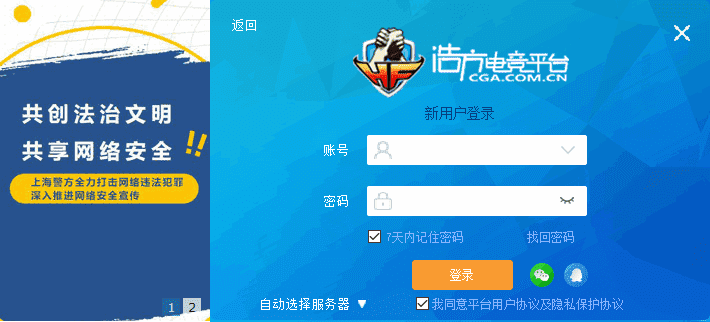 共创法治文明
共享网络安全!!
上海警方全力打击网络违法犯罪
深入推进网络安全宣传
1 2
返回
浩方电竞平台
CGA.COM.CN
新用户登录
账号
密码
7天内记住密码 找回密码
登录
自动选择服务器 ▼ 我同意平台用户协议及隐私保护协议